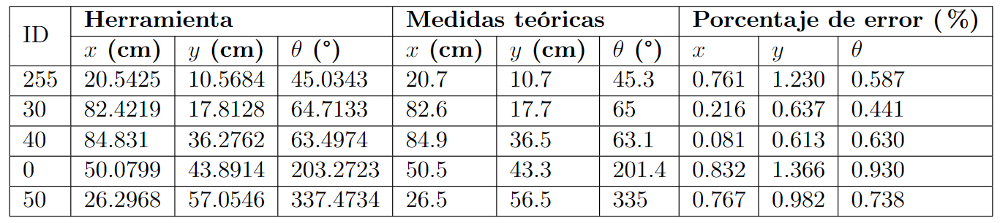 ID Herramienta Medidas teóricas Porcentaje de error (%)
x (cm) y (cm) θ (°) x (cm) y (cm) θ (°) x y θ
255 20.5425 10.5684 45.0343 20.7 10.7 45.3 0.761 1.230 0.587
30 82.4219 17.8128 64.7133 82.6 17.7 65 0.216 0.637 0.441
40 84.831 36.2762 63.4974 84.9 36.5 63.1 0.081 0.613 0.630
0 50.0799 43.8914 203.2723 50.5 43.3 201.4 0.832 1.366 0.930
50 26.2968 57.0546 337.4734 26.5 56.5 335 0.767 0.982 0.738